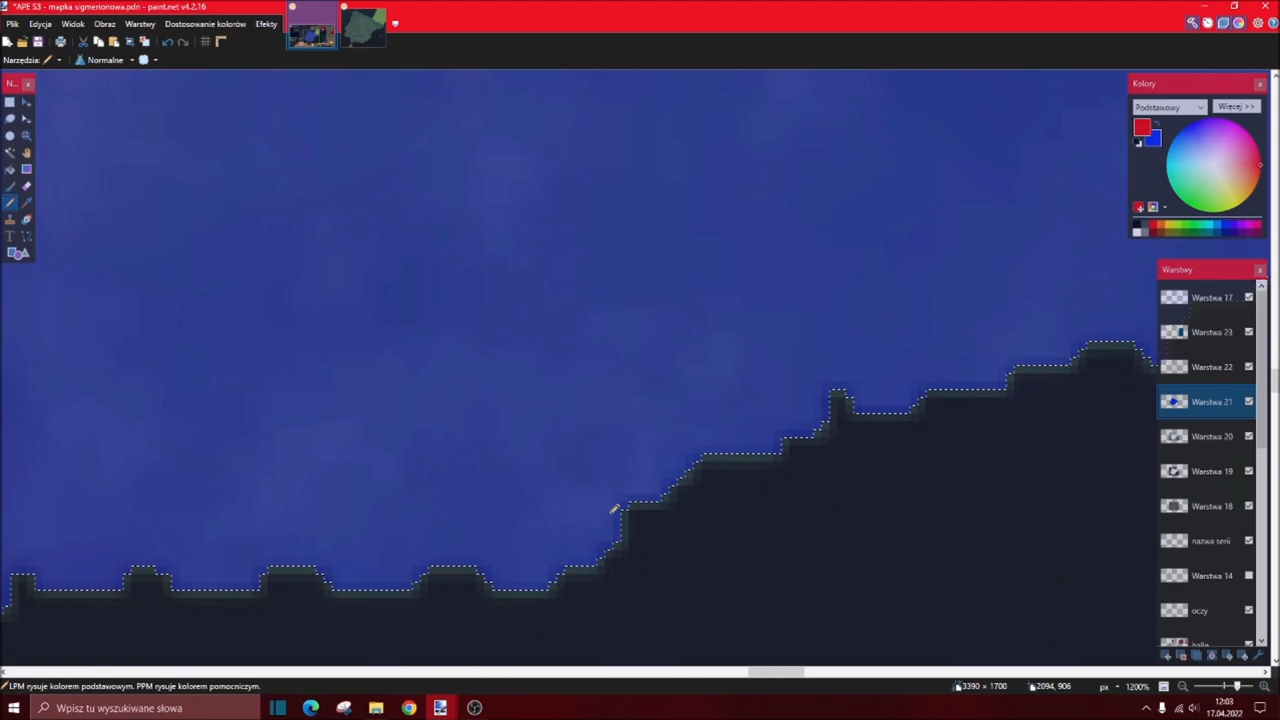 *APE S3 - mapka sigmerionowa.pdn - paint.net v4.2.16
Plik Edycja Widok Obraz Warstwy Dostosowanie kolorów Efekty
Narzędzia: Normalne
N...
Kolory
Podstawowy Więcej >>
Warstwy
Warstwa 17
Warstwa 23
Warstwa 22
Warstwa 21
Warstwa 20
Warstwa 19
Warstwa 18
nazwa serii
Warstwa 14
oczy
LPM rysuje kolorem podstawowym. PPM rysuje kolorem pomocniczym.
3390 × 1700 2094, 906 px 1200%
Wpisz tu wyszukiwane słowa
12:03
17.04.2022